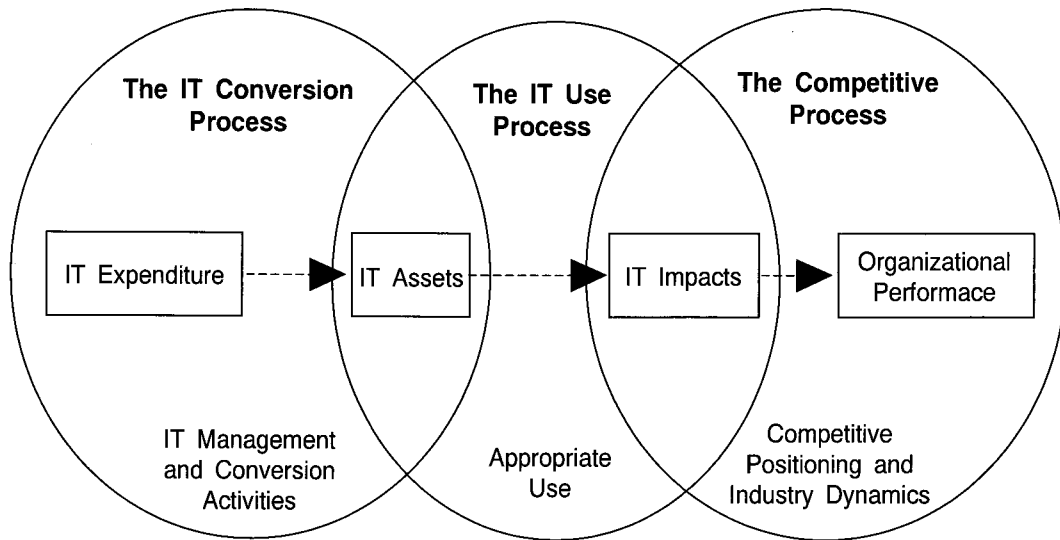 The IT Conversion
Process
The IT Use
Process
The Competitive
Process
IT Expenditure
IT Assets
IT Impacts
Organizational
Performace
IT Management
and Conversion
Activities
Appropriate
Use
Competitive
Positioning and
Industry Dynamics